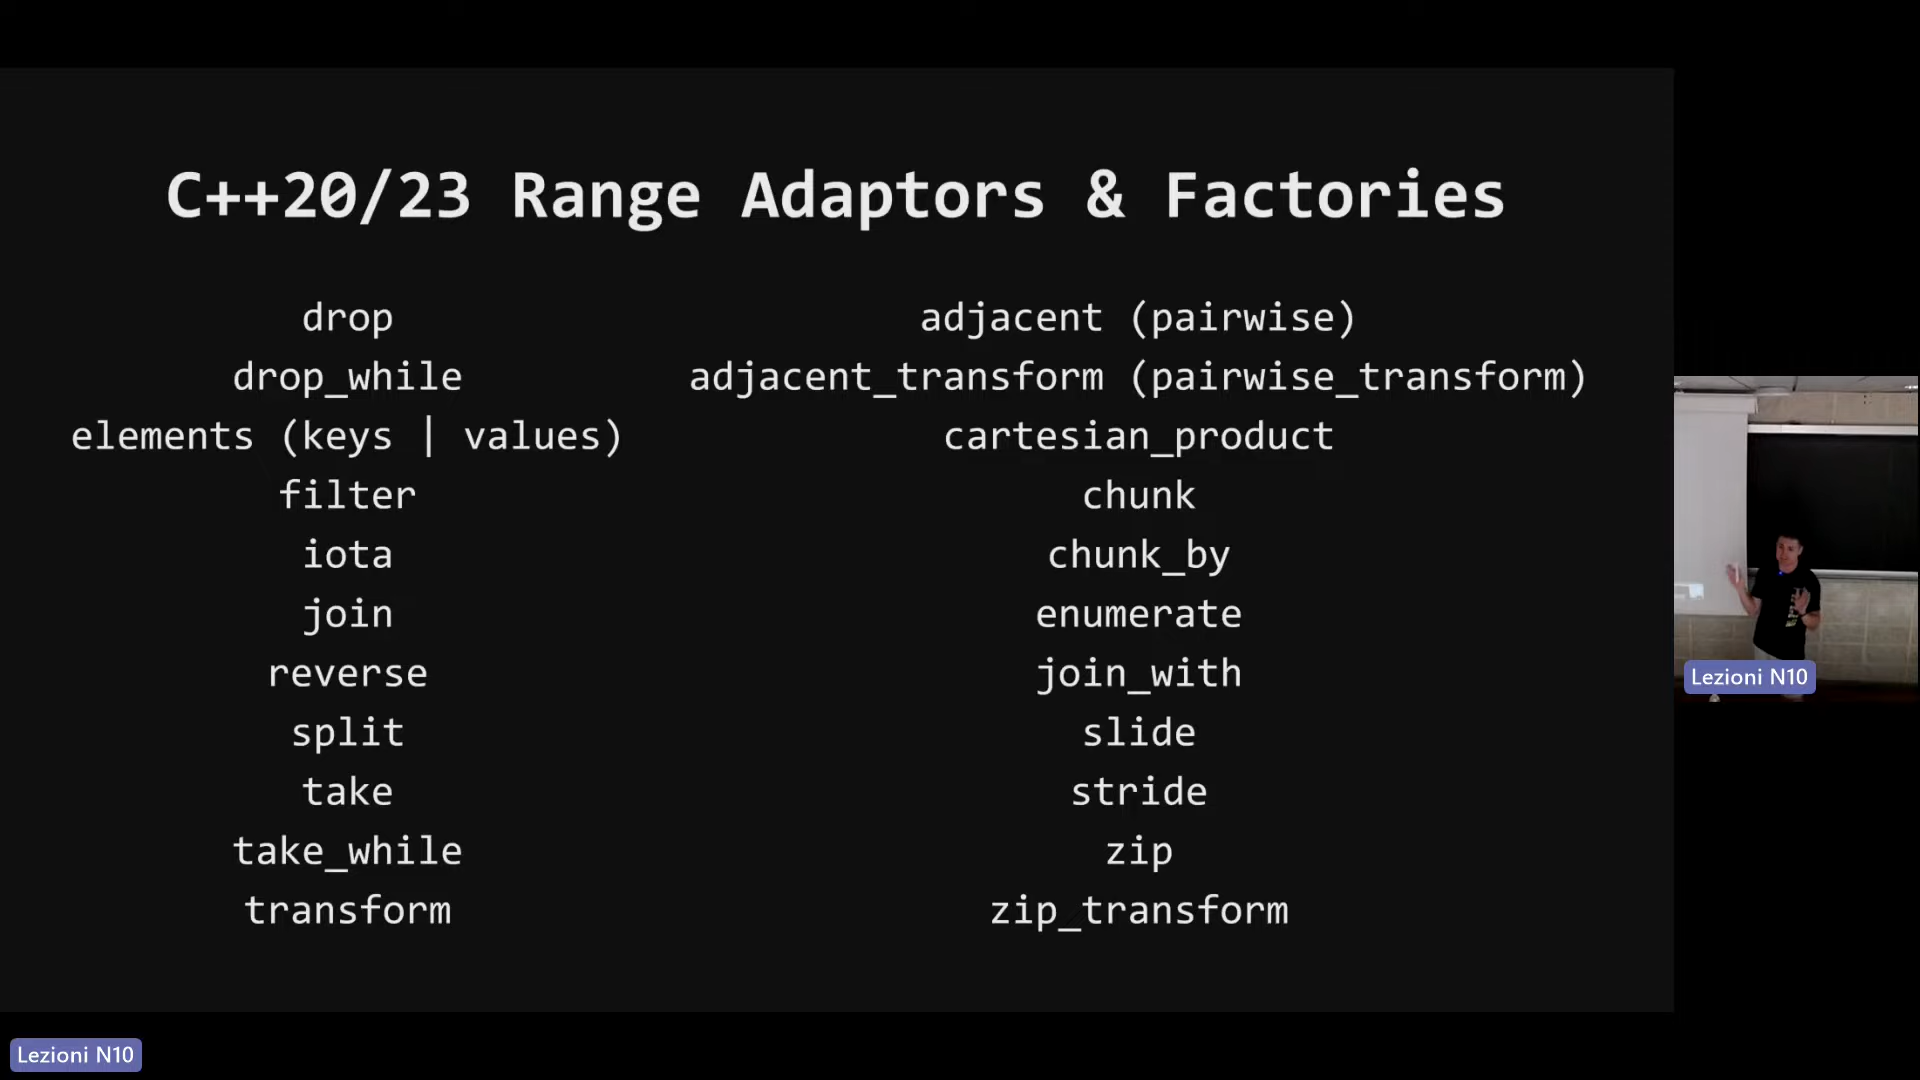 C++20/23 Range Adaptors & Factories
drop
drop_while
elements (keys | values)
filter
iota
join
reverse
split
take
take_while
transform
adjacent (pairwise)
adjacent_transform (pairwise_transform)
cartesian_product
chunk
chunk_by
enumerate
join_with
slide
stride
zip
zip_transform
Lezioni N10
Lezioni N10